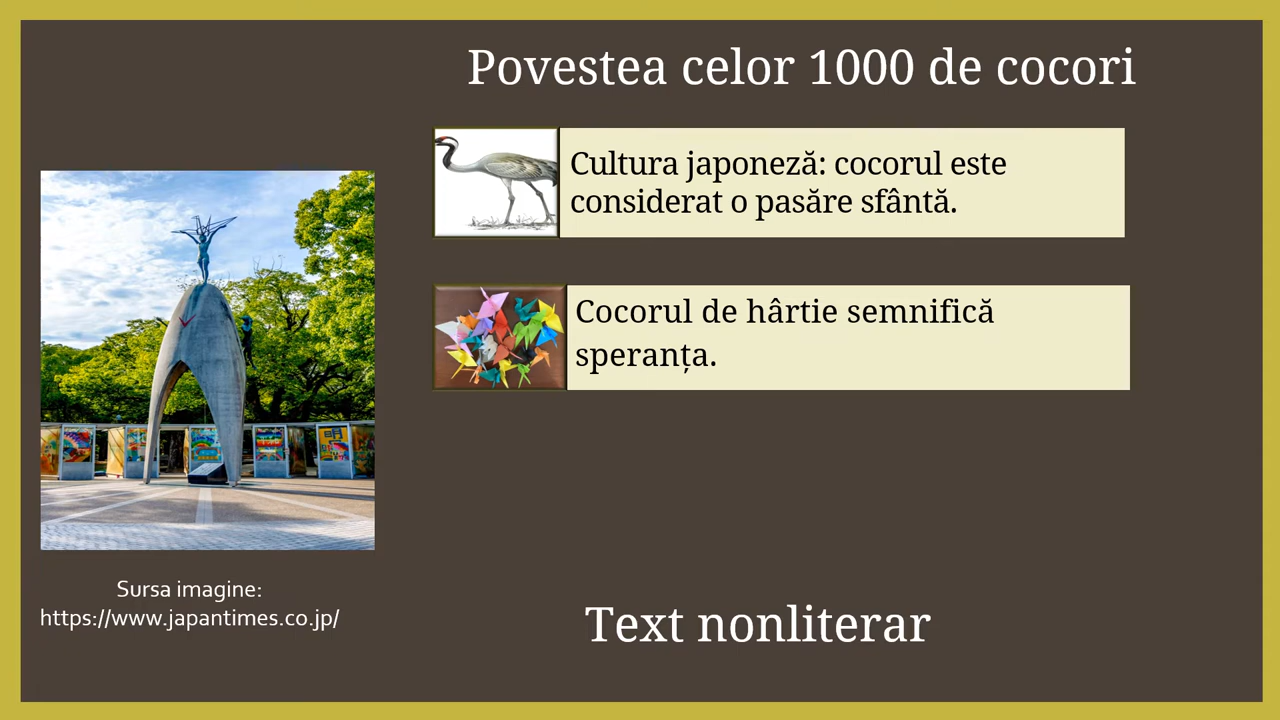 Povestea celor 1000 de cocori
Cultura japoneză: cocorul este
considerat o pasăre sfântă.
Cocorul de hârtie semnifică
speranța.
Sursa imagine:
https://www.japantimes.co.jp/
Text nonliterar